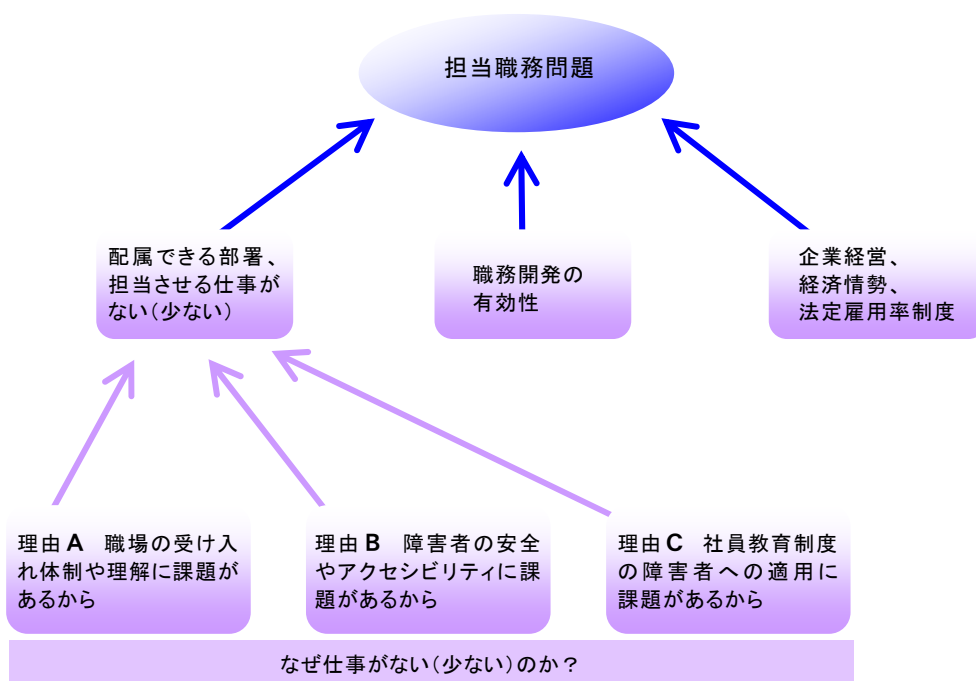 担当職務問題
配属できる部署、
担当させる仕事が
ない（少ない）
職務開発の
有効性
企業経営、
経済情勢、
法定雇用率制度
理由A　職場の受け入
れ体制や理解に課題が
あるから
理由B　障害者の安全
やアクセシビリティに課
題があるから
理由C　社員教育制度
の障害者への適用に
課題があるから
なぜ仕事がない（少ない）のか？